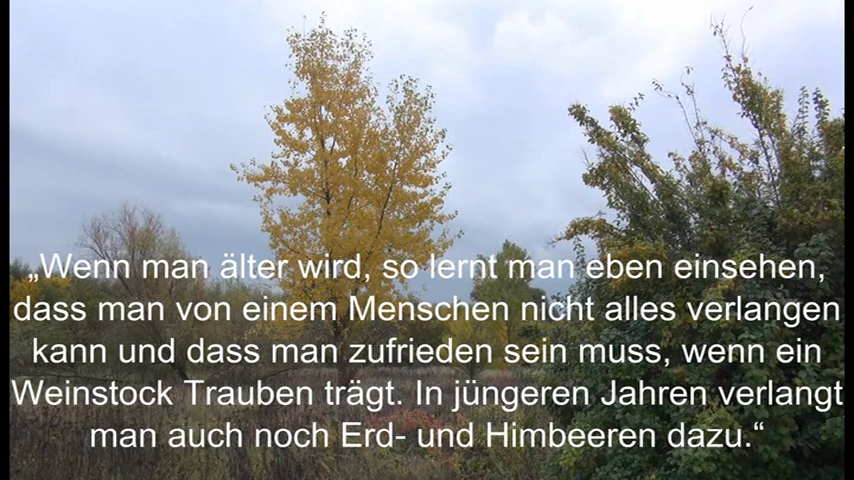 „Wenn man älter wird, so lernt man eben einsehen,
dass man von einem Menschen nicht alles verlangen
kann und dass man zufrieden sein muss, wenn ein
Weinstock Trauben trägt. In jüngeren Jahren verlangt
man auch noch Erd- und Himbeeren dazu.“